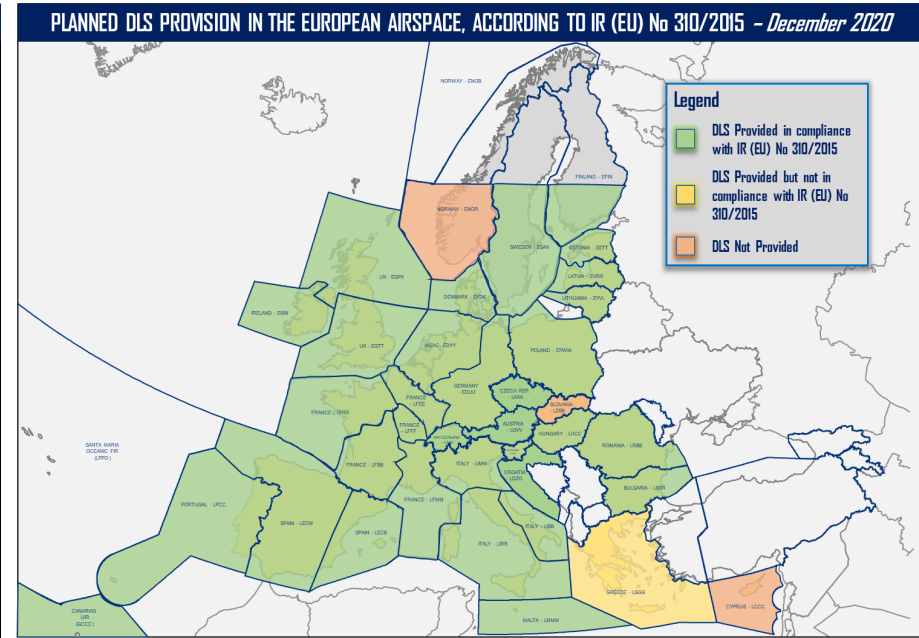 PLANNED DLS PROVISION IN THE EUROPEAN AIRSPACE, ACCORDING TO IR (EU) No 310/2015 – December 2020
NORWAY - ENOB
Legend
DLS Provided in compliance
with IR (EU) No 310/2015
DLS Provided but not in
compliance with IR (EU) No
310/2015
DLS Not Provided
FINLAND - EFIN
NORWAY - ENOR
SWEDEN - ESAA
ESTONIA - EETT
UK - EGPX
LATVIA - EVRR
DENMARK - EKDK
LITHUANIA - EYVL
IRELAND - EISN
UK - EGTT
MUAC - EDYY
POLAND - EPWW
GERMANY
EDUU
CZECH REP.
LKAA
FRANCE
LFEE
SLOVAKIA
- LZBB
FRANCE - LFRR
FRANCE -
LFFF
AUSTRIA
- LOVV
HUNGARY - LHCC
ROMANIA - LRBB
SANTA MARIA
OCEANIC FIR
(LPPO)
FRANCE - LFBB
ITALY - LIMM
CROATIA
- LDZO
BULGARIA - LBSR
PORTUGAL - LPCC
SPAIN - LECM
FRANCE - LFMM
SPAIN - LECB
ITALY - LIBB
ITALY - LIRR
GREECE - LGGG
CYPRUS - LCCC
CANARIAS
UIR
(GCCC)
MALTA - LMMM